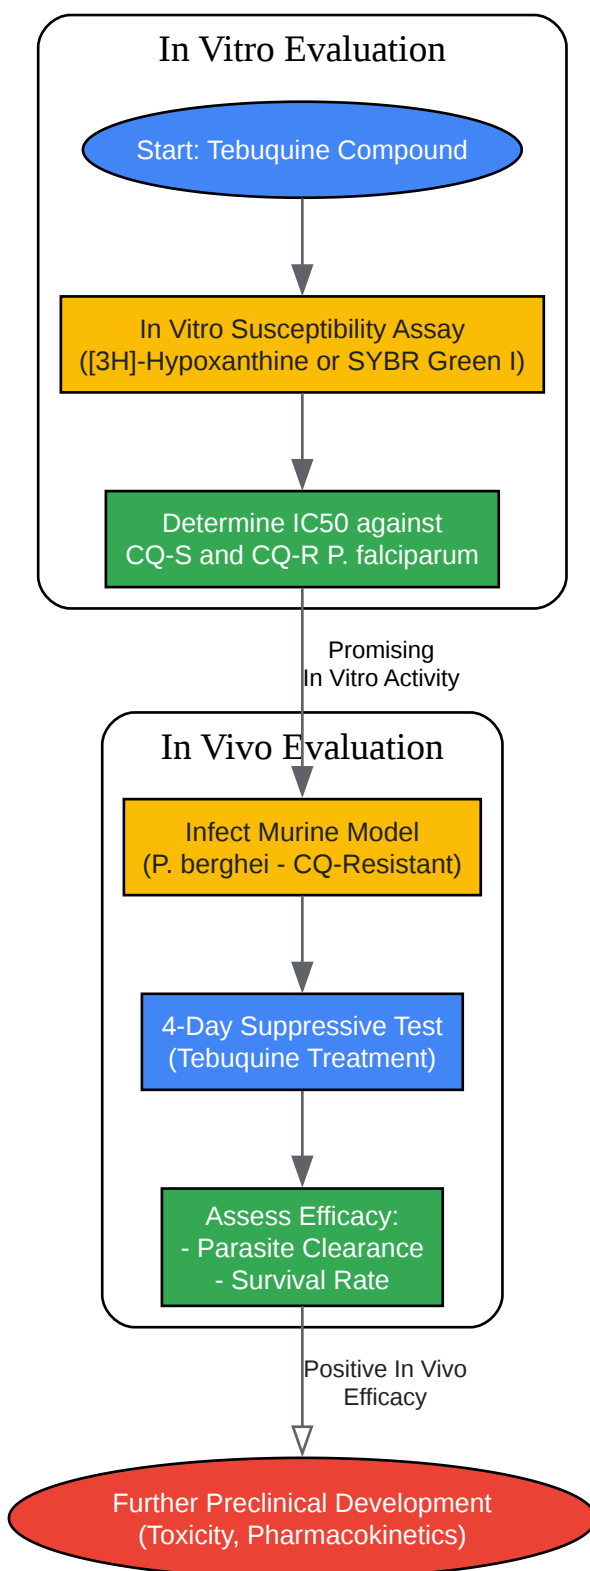 In Vitro Evaluation
Start: Tebuquine Compound
In Vitro Susceptibility Assay
([3H]-Hypoxanthine or SYBR Green I)
Determine IC50 against
CQ-S and CQ-R P. falciparum
Promising
In Vitro Activity
In Vivo Evaluation
Infect Murine Model
(P. berghei - CQ-Resistant)
4-Day Suppressive Test
(Tebuquine Treatment)
Assess Efficacy:
- Parasite Clearance
- Survival Rate
Positive In Vivo
Efficacy
Further Preclinical Development
(Toxicity, Pharmacokinetics)